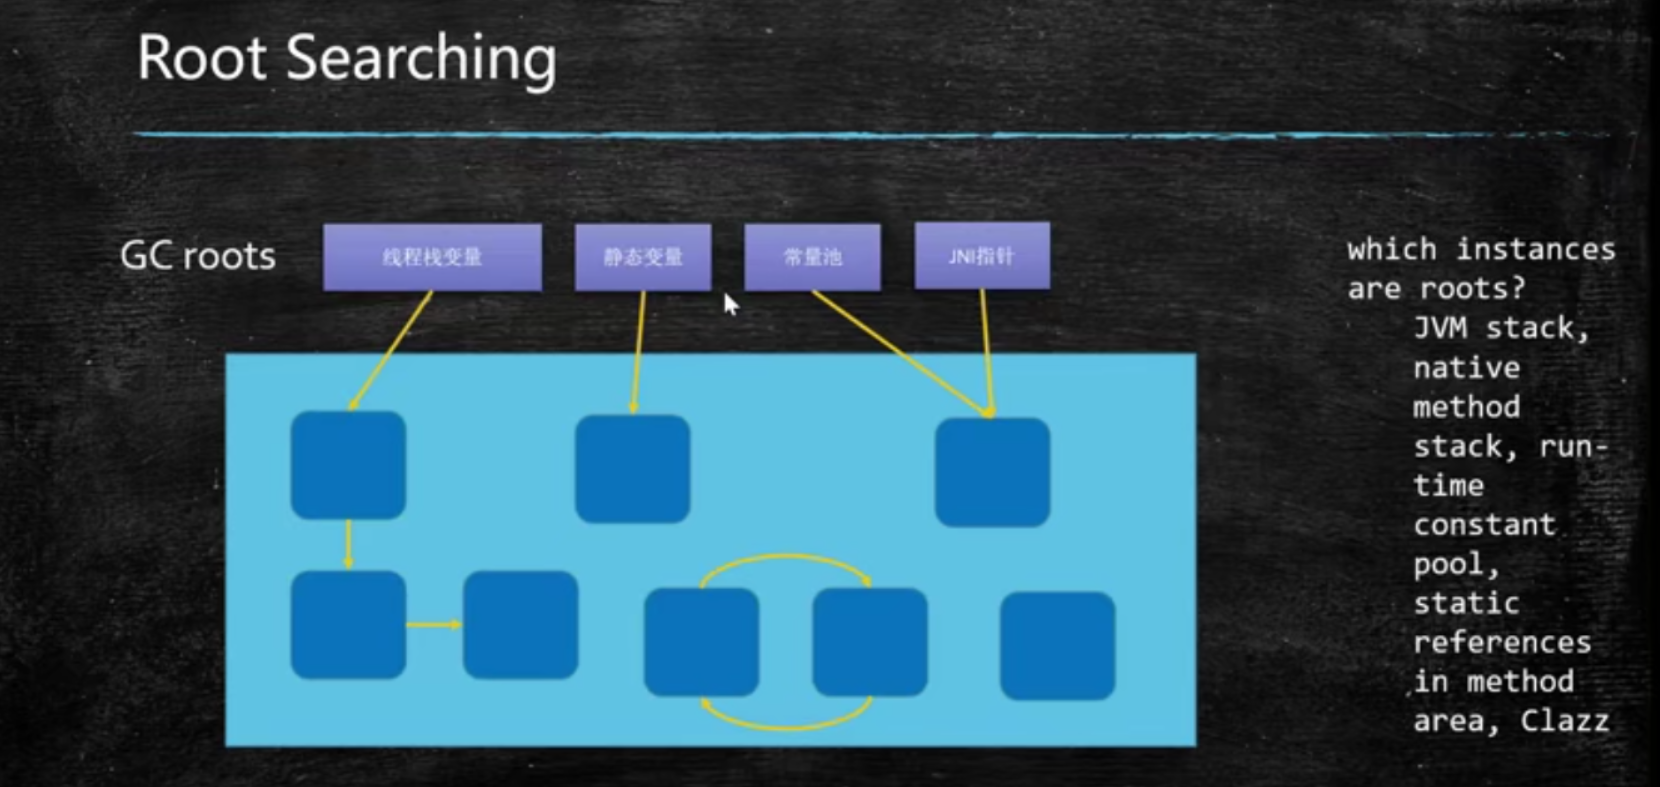 Root Searching
GC roots
线程栈变量
静态变量
常量池
JNI指针
which instances
are roots?
JVM stack,
native
method
stack, run-
time
constant
pool,
static
references
in method
area, Clazz